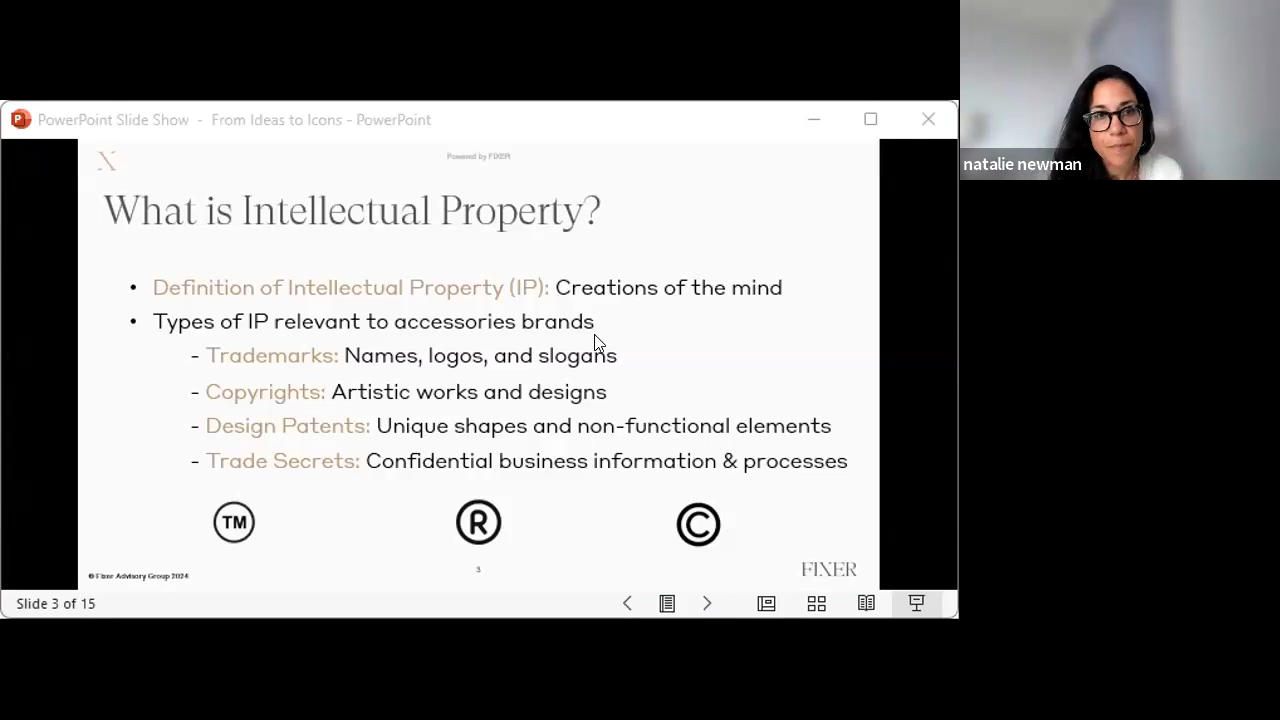 PowerPoint Slide Show - From Ideas to Icons - PowerPoint
natalie newman
X
Powered by FIXER
What is Intellectual Property?
• Definition of Intellectual Property (IP): Creations of the mind
• Types of IP relevant to accessories brands
- Trademarks: Names, logos, and slogans
- Copyrights: Artistic works and designs
- Design Patents: Unique shapes and non-functional elements
- Trade Secrets: Confidential business information & processes
TM R C
3
© Fixer Advisory Group 2024
FIXER
Slide 3 of 15